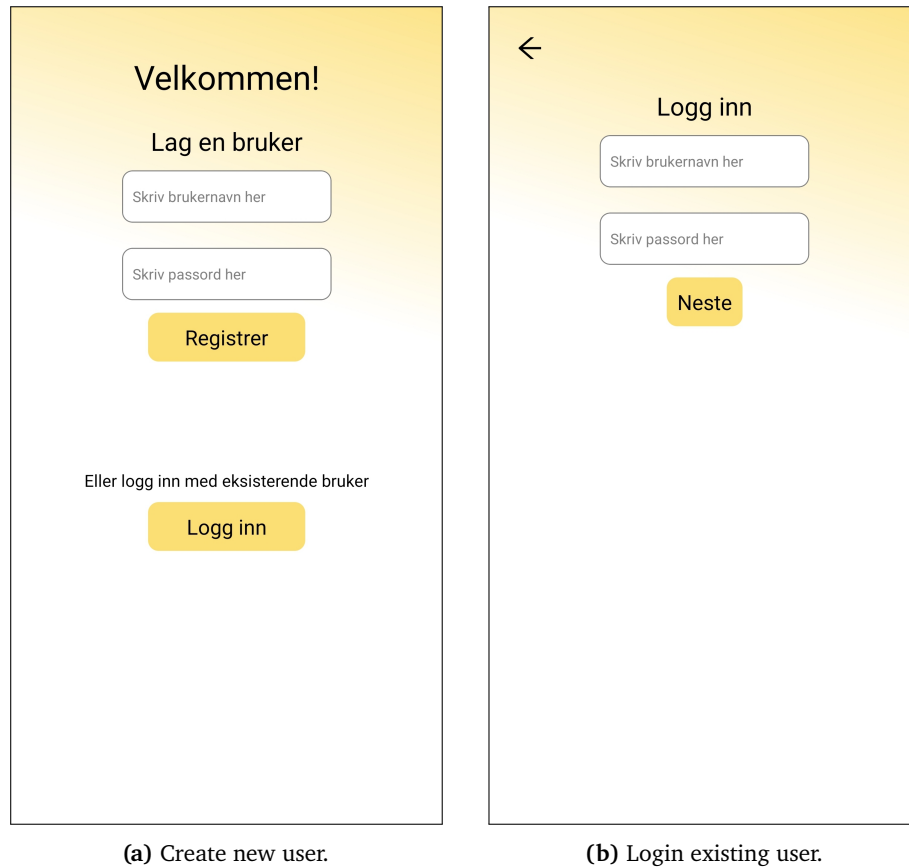 Velkommen!
Lag en bruker
Skriv brukernavn her
Skriv passord her
Registrer
Eller logg inn med eksisterende bruker
Logg inn
(a) Create new user.
Logg inn
Skriv brukernavn her
Skriv passord her
Neste
(b) Login existing user.